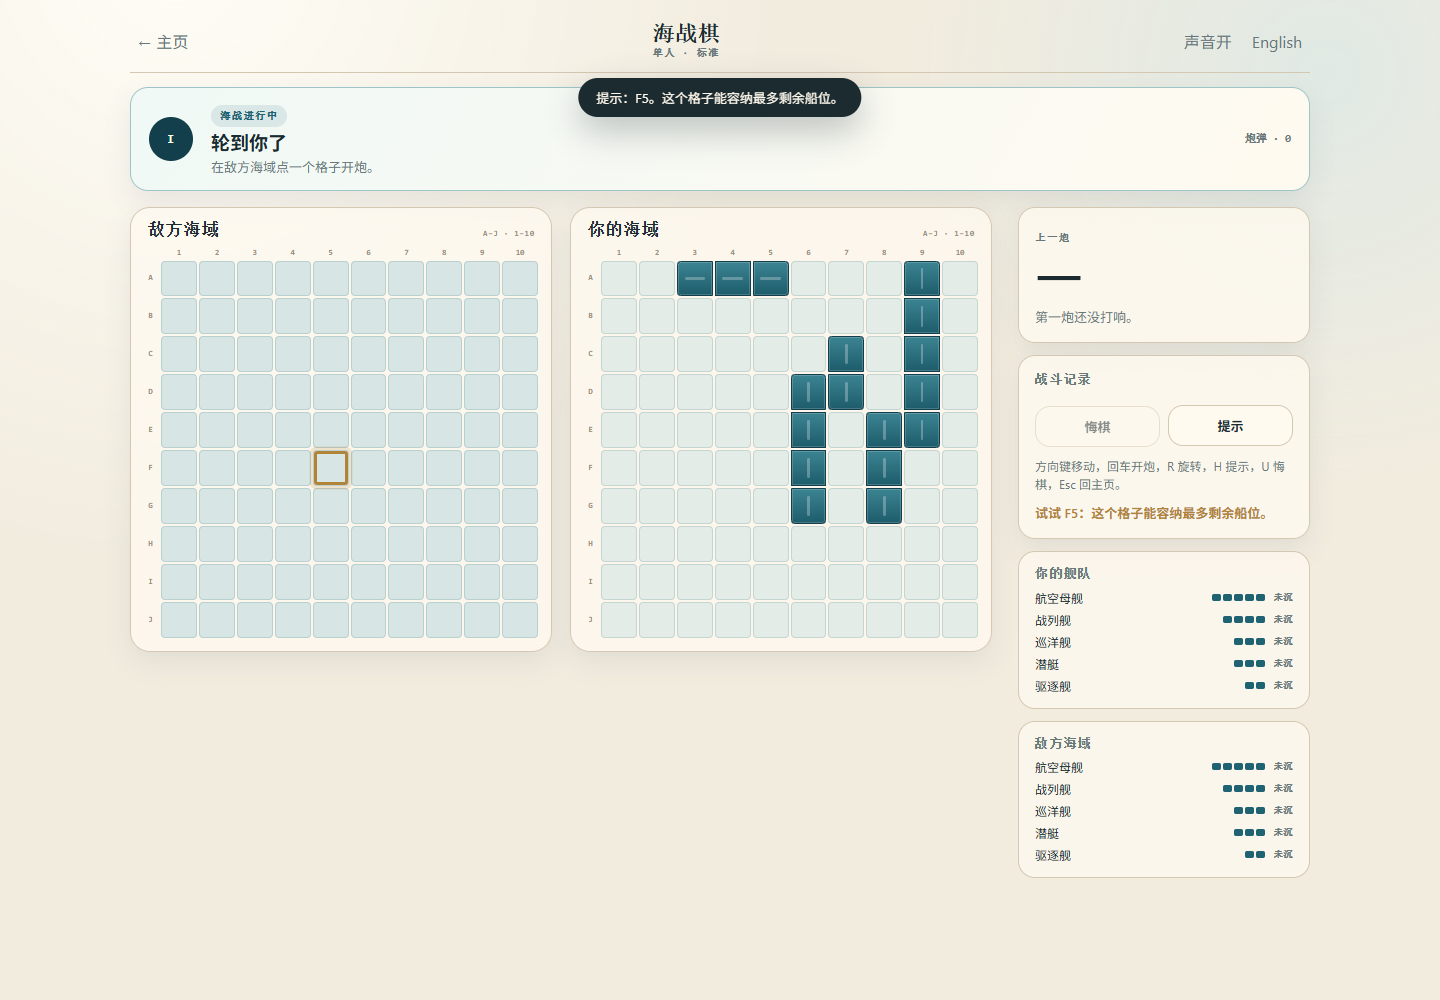 ← 主页
海战棋
单人 · 标准
声音开
English
提示：F5。这个格子能容纳最多剩余船位。
I
海战进行中
轮到你了
在敌方海域点一个格子开炮。
炮弹 · 0
敌方海域
A-J · 1-10
1 2 3 4 5 6 7 8 9 10
A
B
C
D
E
F
G
H
I
J
你的海域
A-J · 1-10
1 2 3 4 5 6 7 8 9 10
A
B
C
D
E
F
G
H
I
J
上一炮
—
第一炮还没打响。
战斗记录
悔棋
提示
方向键移动，回车开炮，R 旋转，H 提示，U 悔
棋，Esc 回主页。
试试 F5：这个格子能容纳最多剩余船位。
你的舰队
航空母舰 未沉
战列舰 未沉
巡洋舰 未沉
潜艇 未沉
驱逐舰 未沉
敌方海域
航空母舰 未沉
战列舰 未沉
巡洋舰 未沉
潜艇 未沉
驱逐舰 未沉